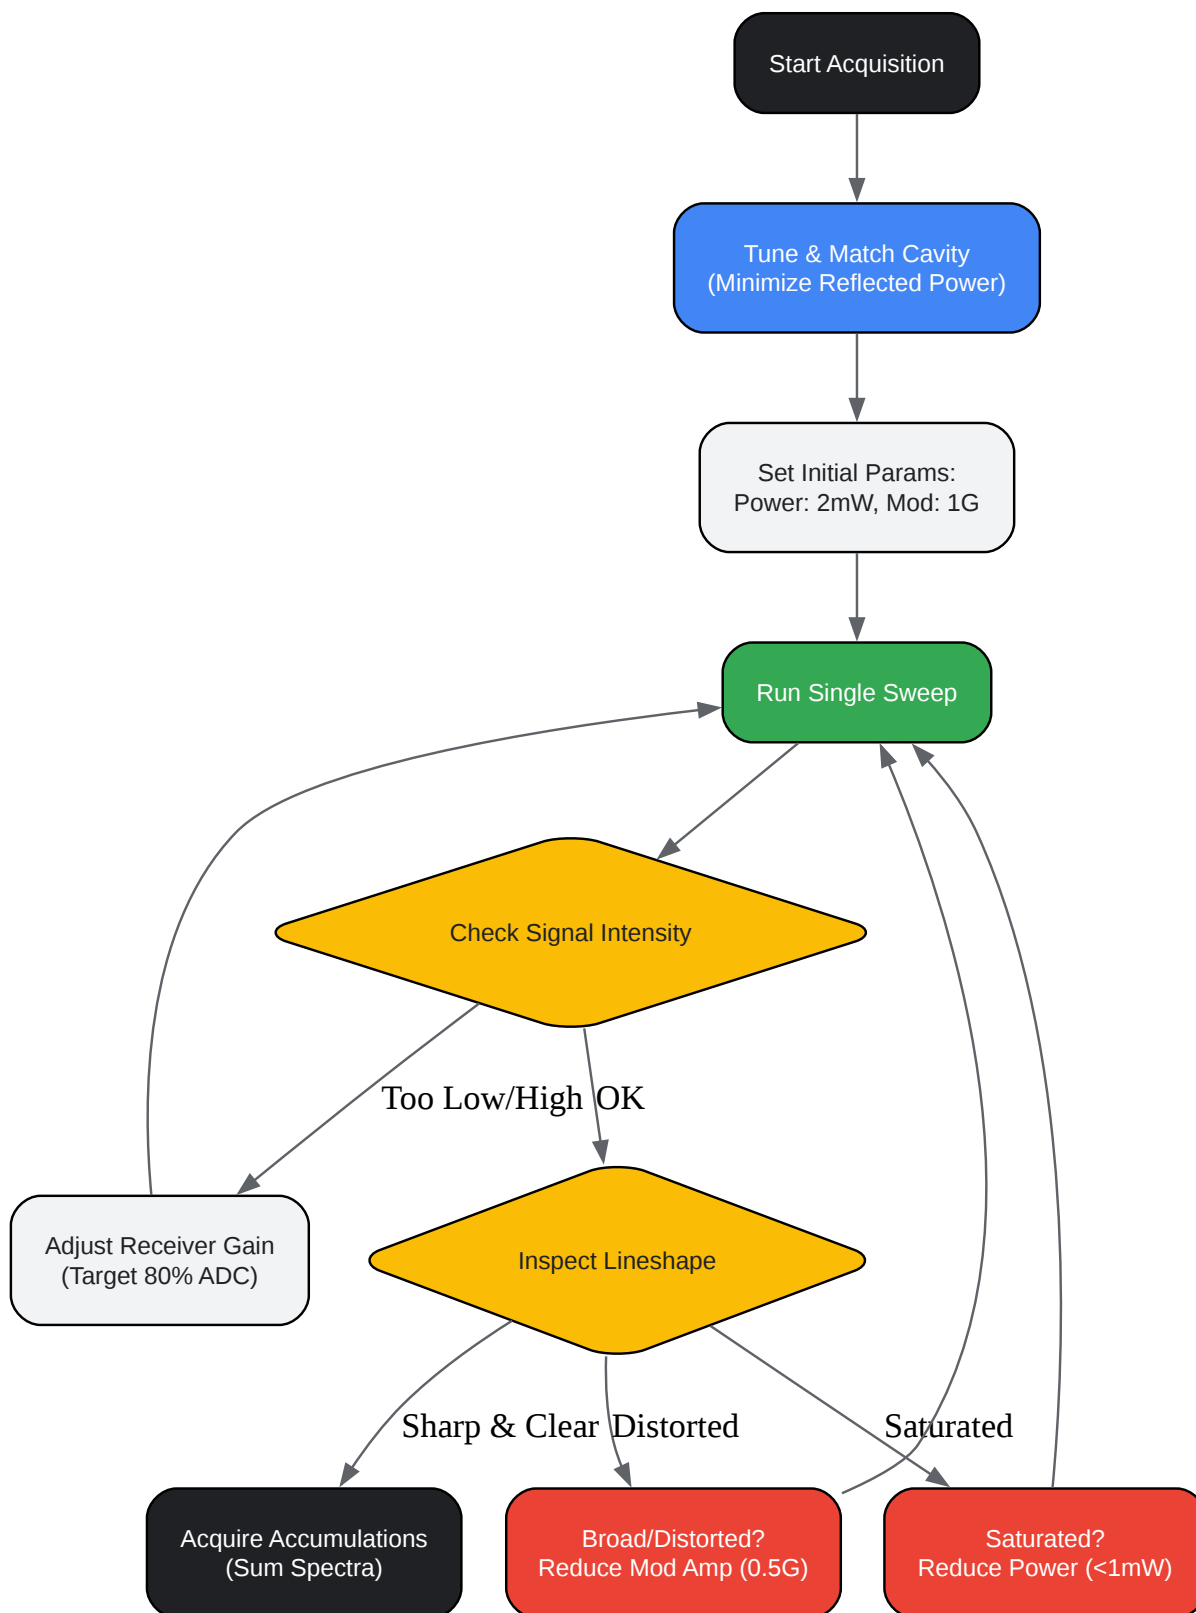 Start Acquisition
Tune & Match Cavity
(Minimize Reflected Power)
Set Initial Params:
Power: 2mW, Mod: 1G
Run Single Sweep
Check Signal Intensity
Too Low/High
OK
Adjust Receiver Gain
(Target 80% ADC)
Inspect Lineshape
Sharp & Clear
Distorted
Saturated
Acquire Accumulations
(Sum Spectra)
Broad/Distorted?
Reduce Mod Amp (0.5G)
Saturated?
Reduce Power (<1mW)